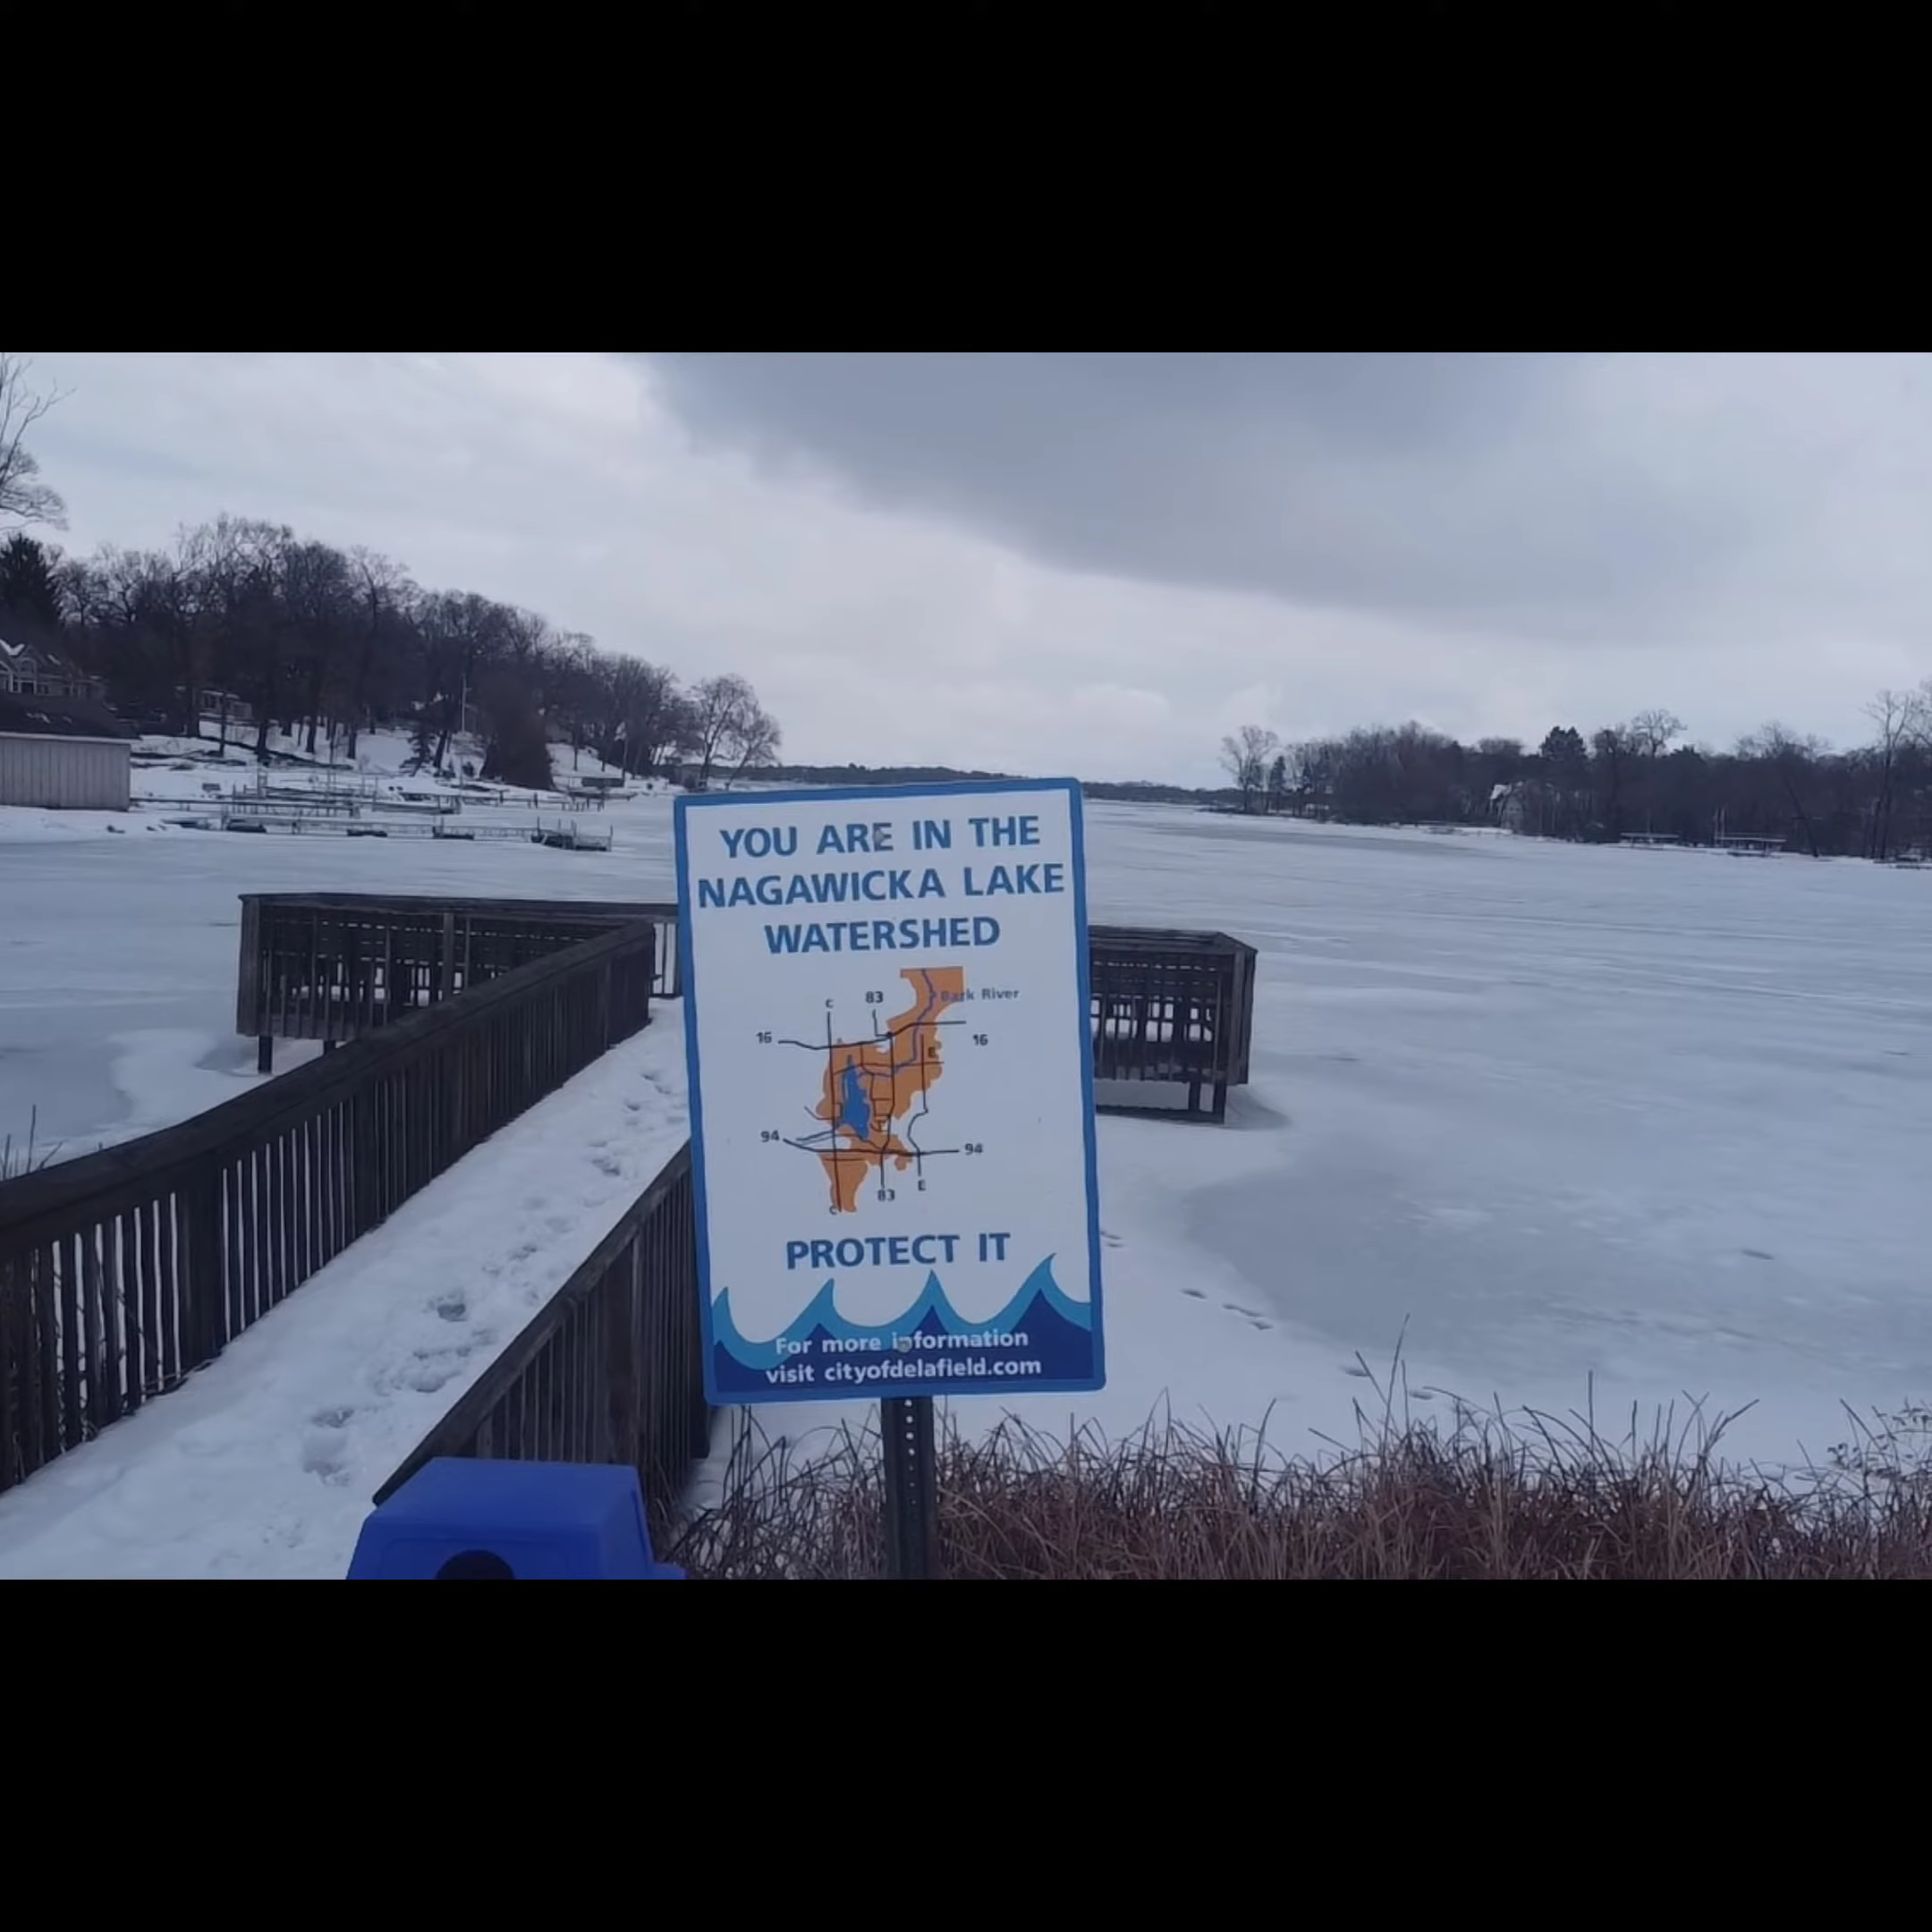 YOU ARE IN THE
NAGAWICKA LAKE
WATERSHED
C 83 Bark River
16 16
E
94 94
83 E
C
PROTECT IT
For more information
visit cityofdelafield.com